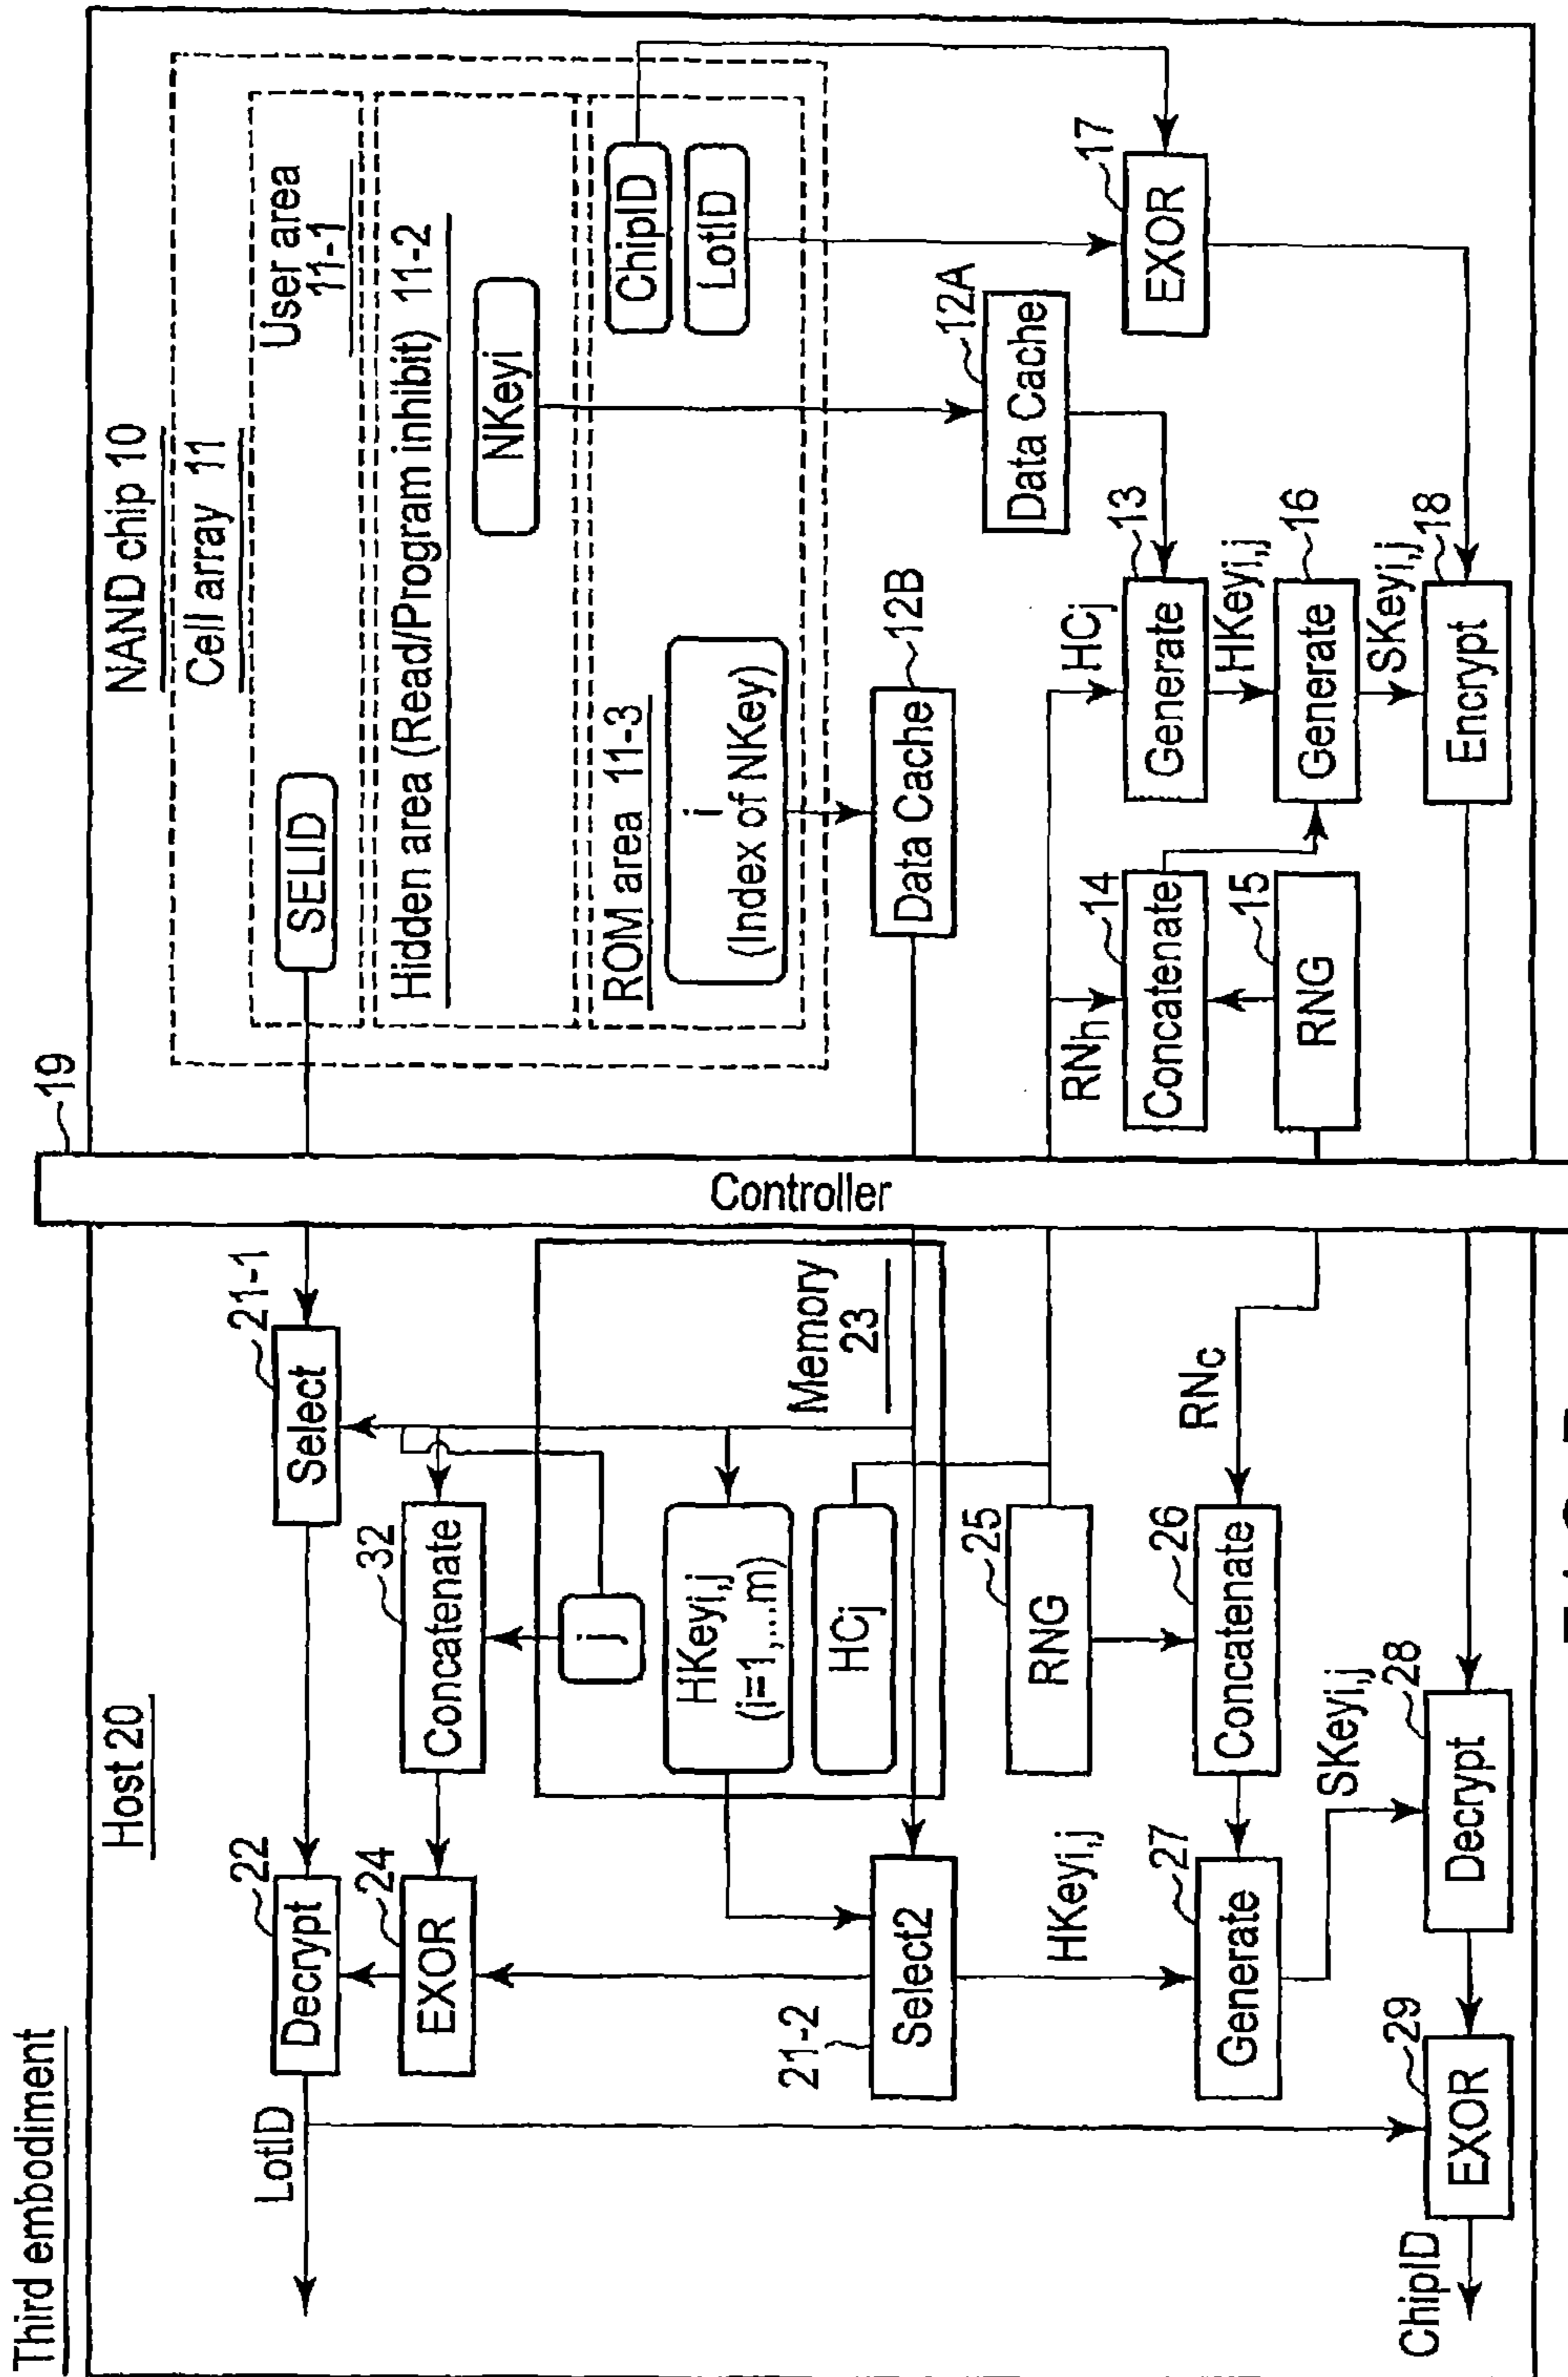 Third embodiment
Host 20
LotID
Decrypt
22
Select
21-1
EXOR
24
Concatenate
32
j
HKeyi,j
(i=1,...m)
HCj
Memory
23
21-2
Select2
HKeyi,j
RNG
25
RNc
Generate
27
Concatenate
26
SKeyi,j
ChipID
EXOR
29
Decrypt
28
Controller
19
NAND chip 10
Cell array 11
User area
11-1
SELID
Hidden area (Read/Program inhibit) 11-2
NKeyi
ROM area 11-3
i
(Index of NKey)
ChipID
LotID
Data Cache
12B
Data Cache
12A
RNh
Concatenate
14
HCj
Generate
13
EXOR
17
RNG
15
HKeyi,j
Generate
16
SKeyi,j
Encrypt
18